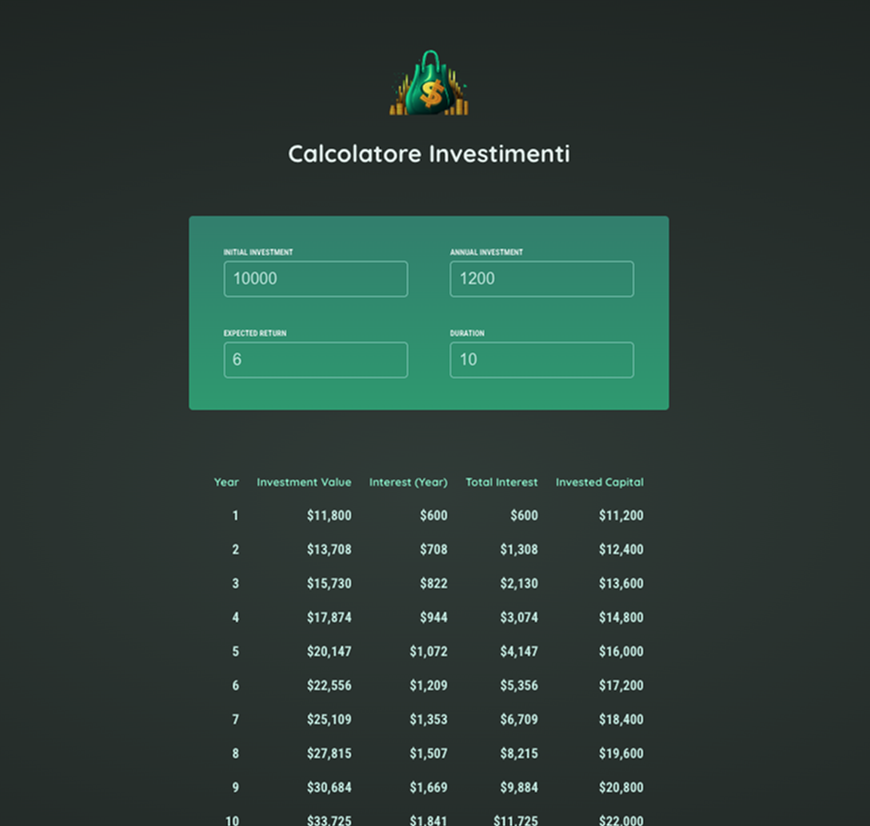 $
Calcolatore Investimenti
INITIAL INVESTMENT ANNUAL INVESTMENT
10000 1200
EXPECTED RETURN DURATION
6 10
Year Investment Value Interest (Year) Total Interest Invested Capital
1 $11,800 $600 $600 $11,200
2 $13,708 $708 $1,308 $12,400
3 $15,730 $822 $2,130 $13,600
4 $17,874 $944 $3,074 $14,800
5 $20,147 $1,072 $4,147 $16,000
6 $22,556 $1,209 $5,356 $17,200
7 $25,109 $1,353 $6,709 $18,400
8 $27,815 $1,507 $8,215 $19,600
9 $30,684 $1,669 $9,884 $20,800
10 $33,725 $1,841 $11,725 $22,000